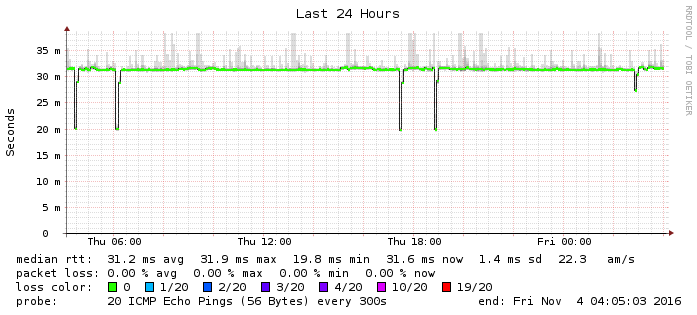 Last 24 Hours
RRDTOOL / TOBI OETIKER
Seconds
35 m
30 m
25 m
20 m
15 m
10 m
5 m
0
Thu 06:00 Thu 12:00 Thu 18:00 Fri 00:00
median rtt: 31.2 ms avg 31.9 ms max 19.8 ms min 31.6 ms now 1.4 ms sd 22.3 am/s
packet loss: 0.00 % avg 0.00 % max 0.00 % min 0.00 % now
loss color: 0 1/20 2/20 3/20 4/20 10/20 19/20
probe: 20 ICMP Echo Pings (56 Bytes) every 300s end: Fri Nov 4 04:05:03 2016